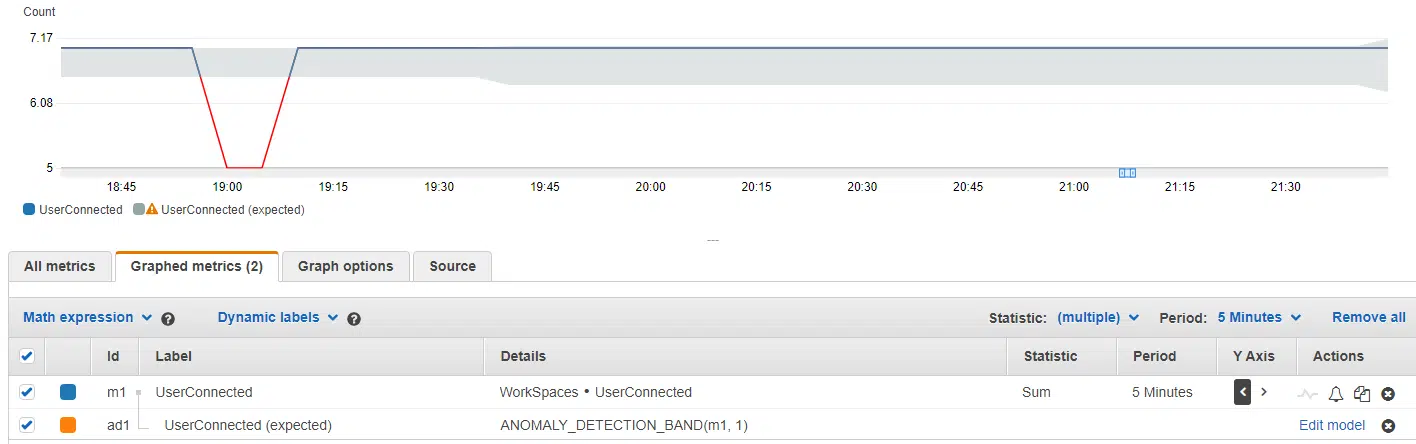 Count
7.17
6.08
5
18:45 19:00 19:15 19:30 19:45 20:00 20:15 20:30 20:45 21:00 21:15 21:30
UserConnected UserConnected (expected)
All metrics Graphed metrics (2) Graph options Source
Math expression Dynamic labels Statistic: (multiple) Period: 5 Minutes Remove all
Id Label Details Statistic Period Y Axis Actions
m1 UserConnected WorkSpaces • UserConnected Sum 5 Minutes < >
ad1 UserConnected (expected) ANOMALY_DETECTION_BAND(m1, 1) Edit model